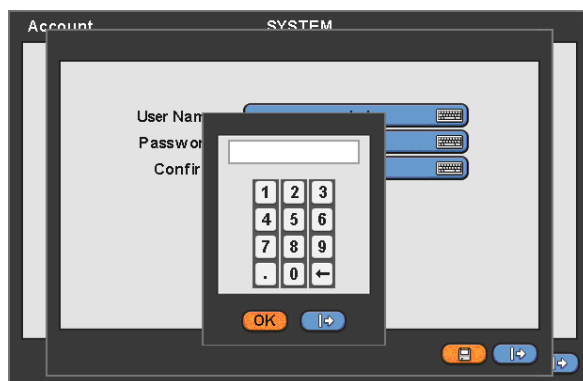 Account SYSTEM
User Nam
Passwor
Confir
1 2 3
4 5 6
7 8 9
. 0 ←
OK